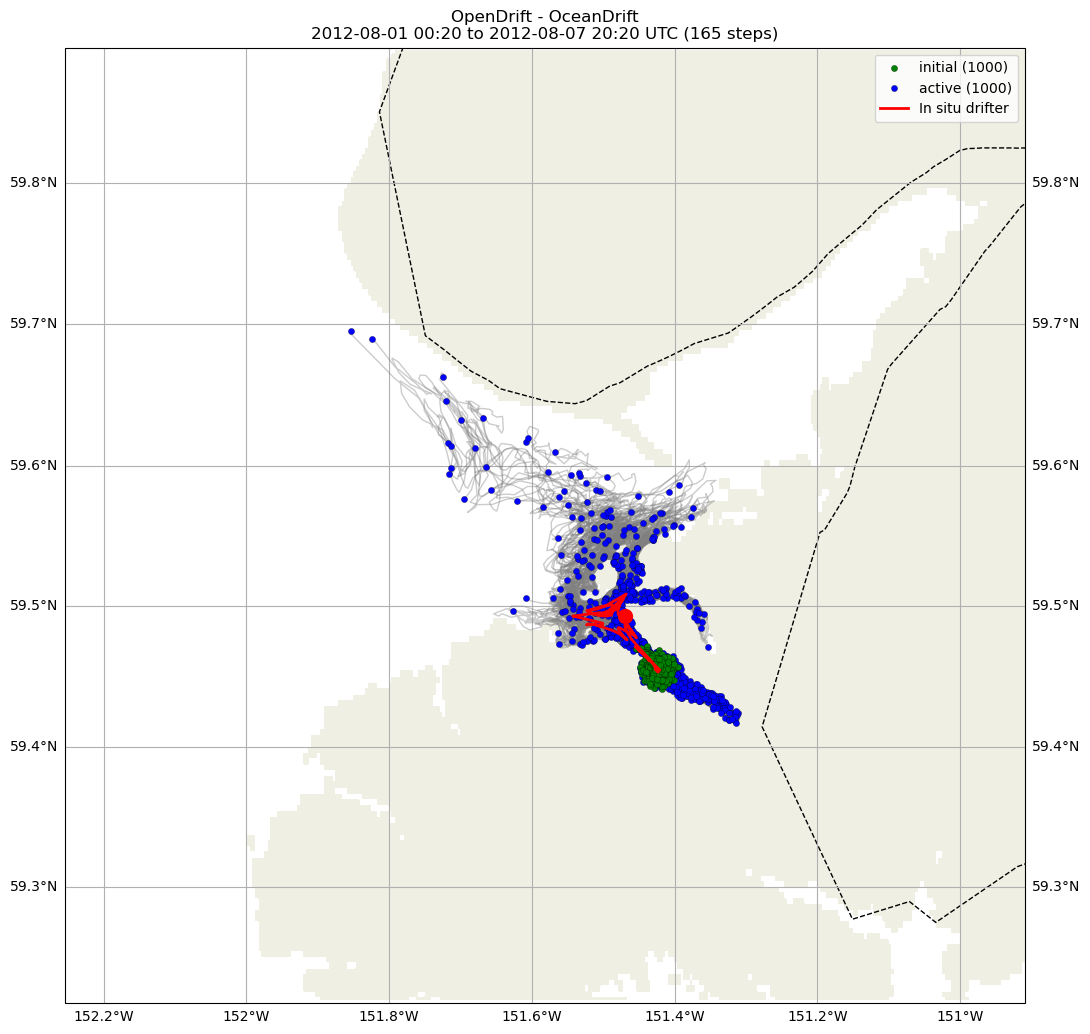 OpenDrift - OceanDrift
2012-08-01 00:20 to 2012-08-07 20:20 UTC (165 steps)
initial (1000)
active (1000)
In situ drifter
59.8°N
59.8°N
59.7°N
59.7°N
59.6°N
59.6°N
59.5°N
59.5°N
59.4°N
59.4°N
59.3°N
59.3°N
152.2°W
152°W
151.8°W
151.6°W
151.4°W
151.2°W
151°W